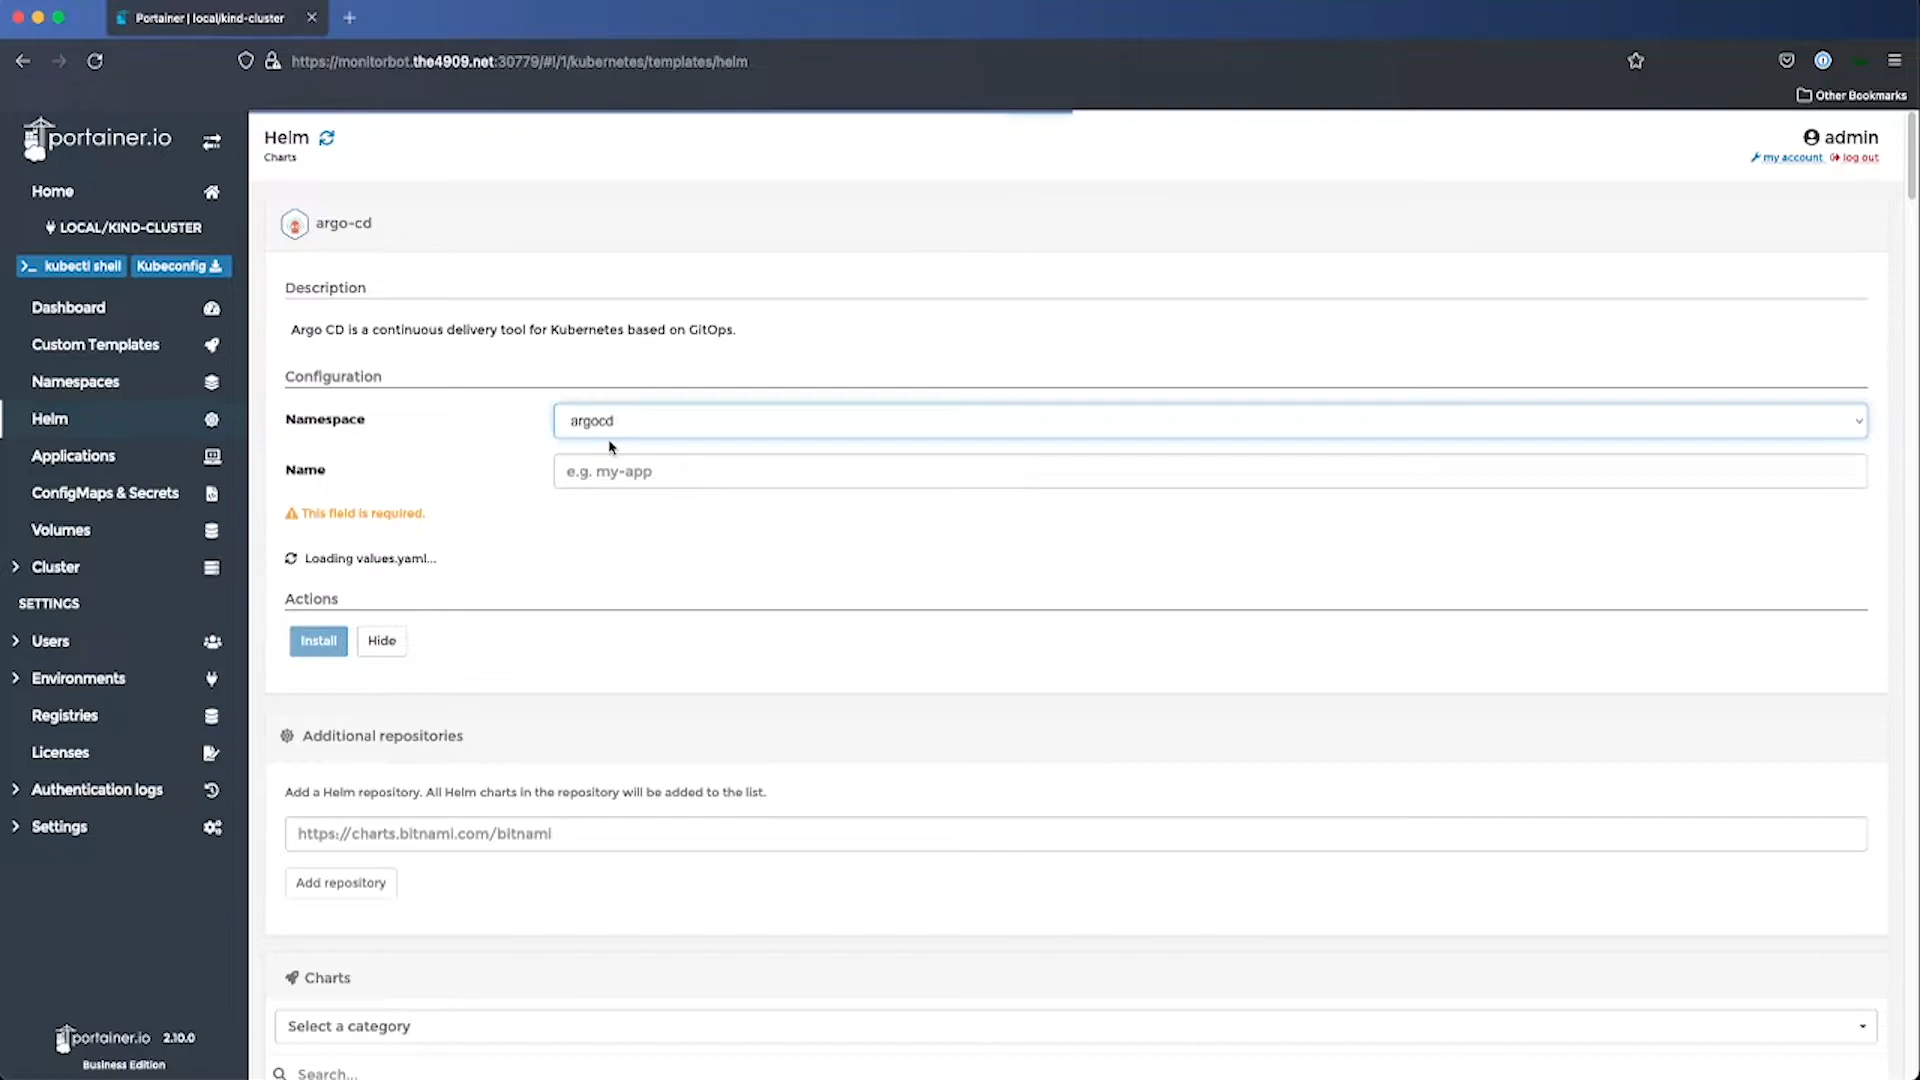 Portainer | local/kind-cluster
https://monitorbot.the4909.net:30779/#!/1/kubernetes/templates/helm
Other Bookmarks
portainer.io
Home
LOCAL/KIND-CLUSTER
>_ kubectl shell
Kubeconfig
Dashboard
Custom Templates
Namespaces
Helm
Applications
ConfigMaps & Secrets
Volumes
Cluster
SETTINGS
Users
Environments
Registries
Licenses
Authentication logs
Settings
portainer.io 2.10.0
Business Edition
Helm
Charts
admin
my account log out
argo-cd
Description
Argo CD is a continuous delivery tool for Kubernetes based on GitOps.
Configuration
Namespace
argocd
Name
e.g. my-app
This field is required.
Loading values.yaml...
Actions
Install
Hide
Additional repositories
Add a Helm repository. All Helm charts in the repository will be added to the list.
https://charts.bitnami.com/bitnami
Add repository
Charts
Select a category
Search...